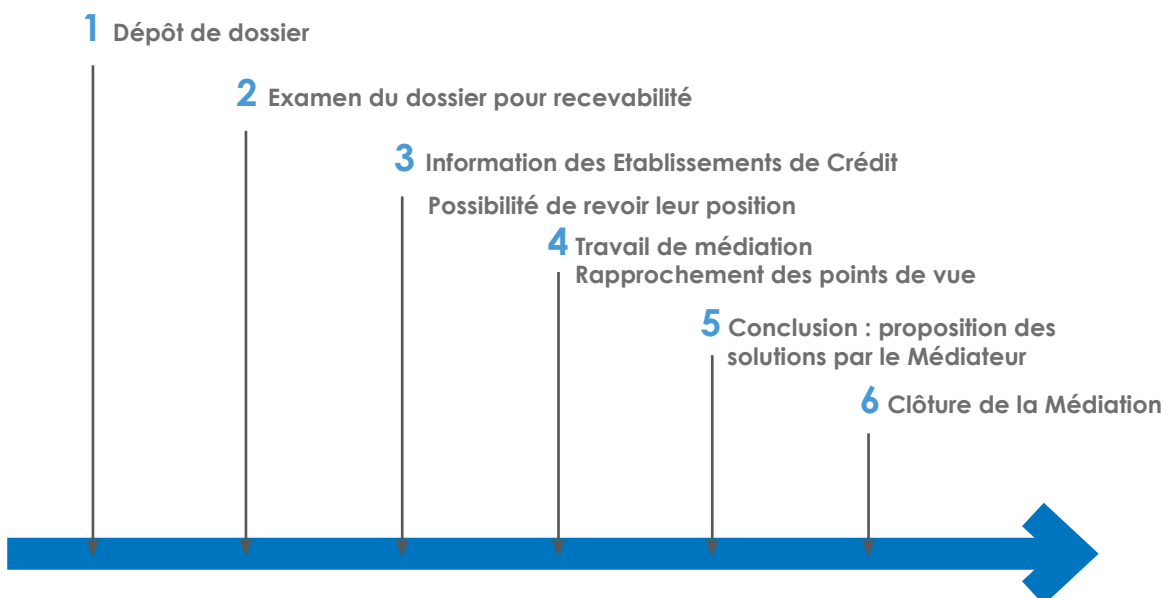 1 Dépôt de dossier
2 Examen du dossier pour recevabilité
3 Information des Etablissements de Crédit
Possibilité de revoir leur position
4 Travail de médiation
Rapprochement des points de vue
5 Conclusion : proposition des
solutions par le Médiateur
6 Clôture de la Médiation